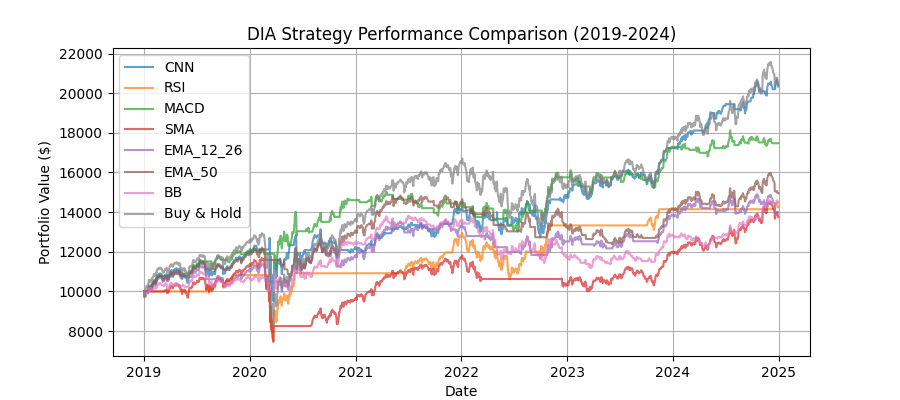 DIA Strategy Performance Comparison (2019-2024)
Portfolio Value ($)
22000
20000
18000
16000
14000
12000
10000
8000
CNN
RSI
MACD
SMA
EMA_12_26
EMA_50
BB
Buy & Hold
2019 2020 2021 2022 2023 2024 2025
Date